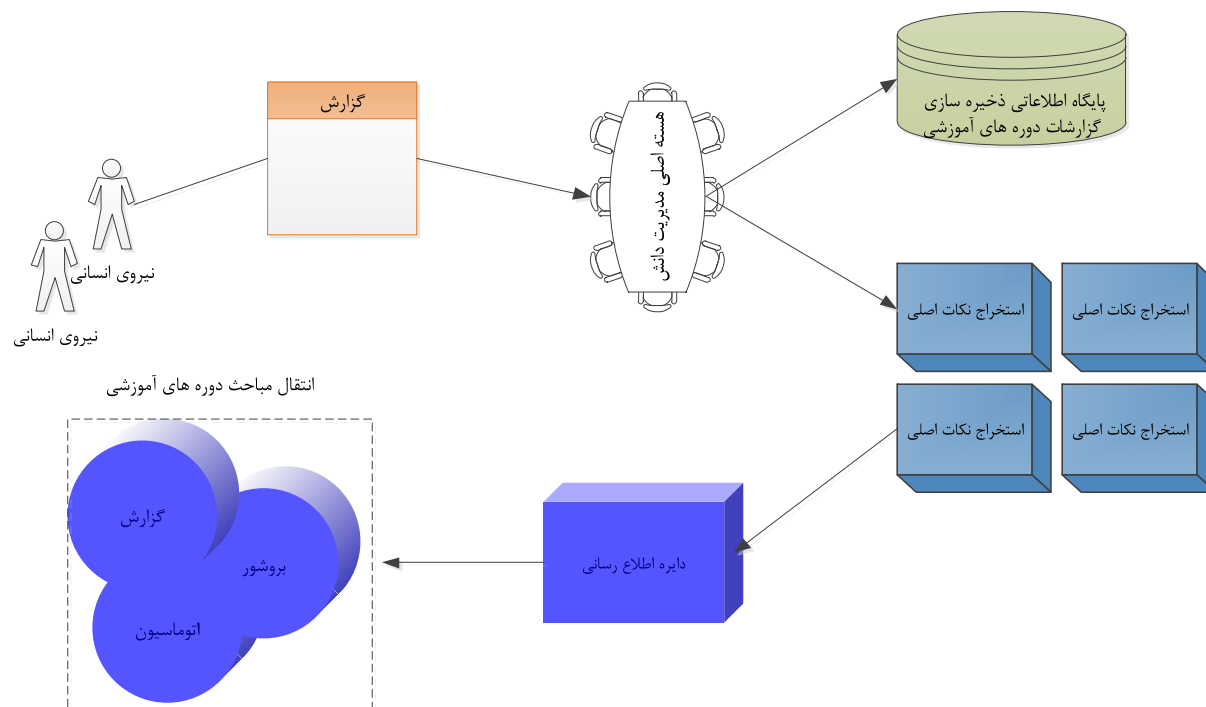 گزارش
هسته اصلی مدیریت دانش
پایگاه اطلاعاتی ذخیره سازی
گزارشات دوره های آموزشی
نیروی انسانی
نیروی انسانی
استخراج نکات اصلی
استخراج نکات اصلی
استخراج نکات اصلی
استخراج نکات اصلی
دایره اطلاع رسانی
انتقال مباحث دوره های آموزشی
گزارش
بروشور
اتوماسیون